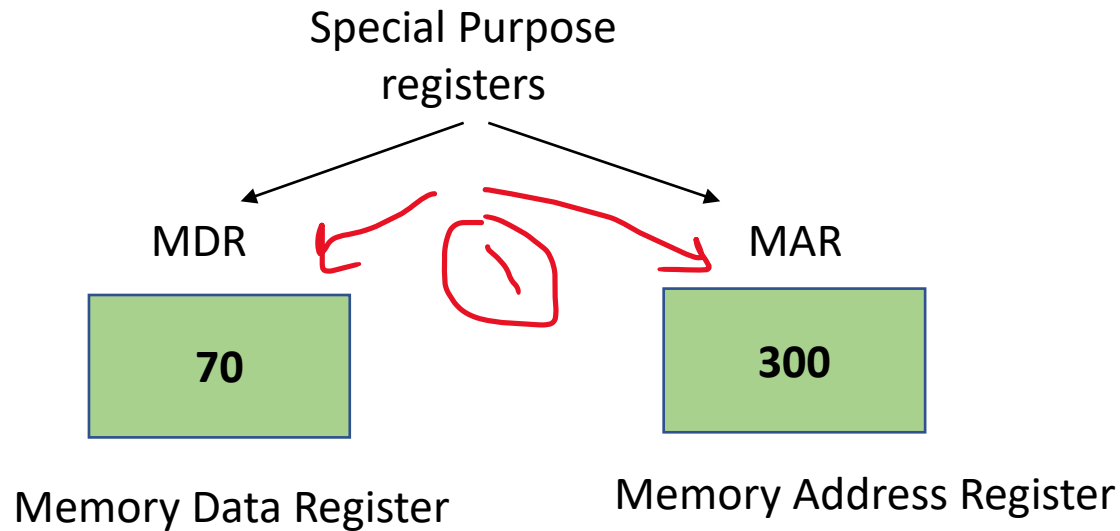 Special Purpose
registers
MDR
MAR
70
300
Memory Data Register
Memory Address Register